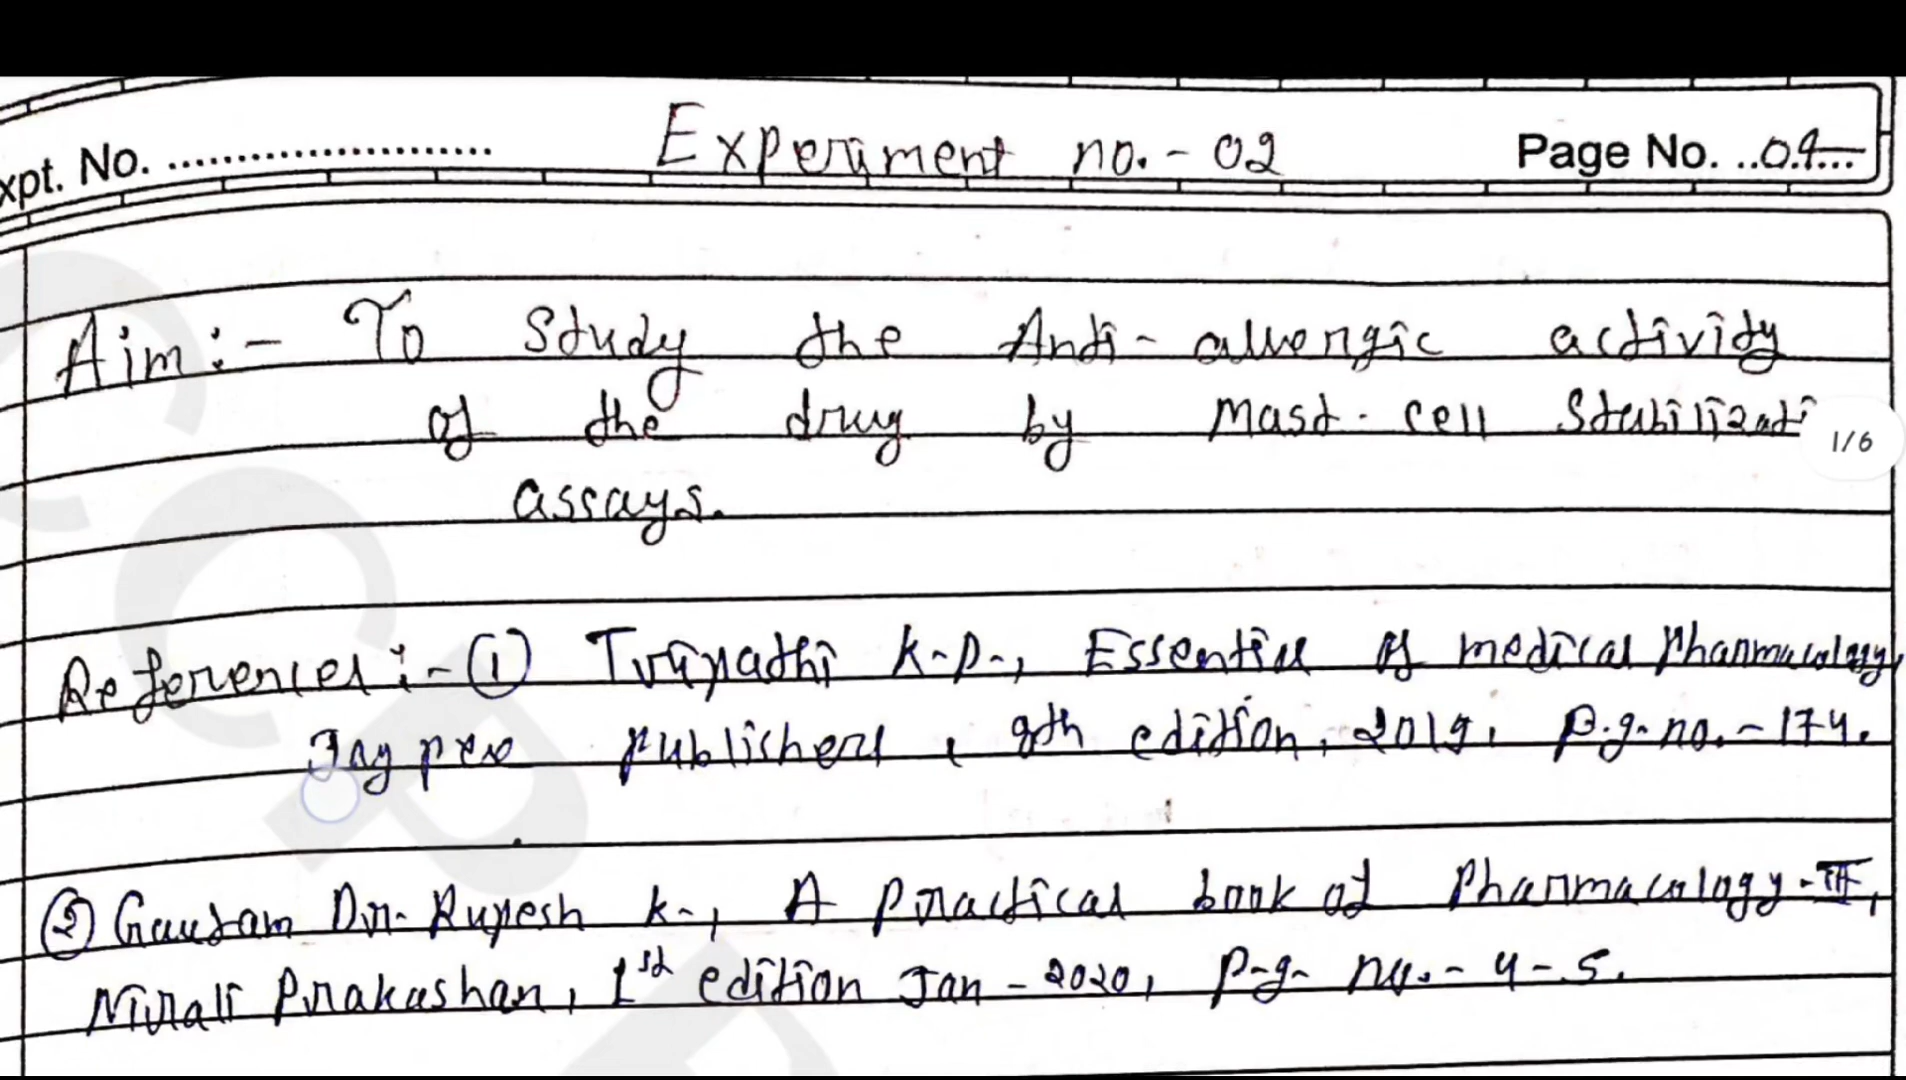 xpt. No. ........................ Experiment no. - 02 Page No. ..09...
Aim :- To study the Anti - allergic activity
of the drug by mast - cell stabilizati
1/6
assays.
References :- ① Tripathi k.D., Essential of medical Pharmacology,
Jaypee publishers, 8th edition, 2019, p.g. no. - 174.
② Gautam Dr. Rupesh k., A Practical book of Pharmacology - III,
Nirali Prakashan, 1st edition Jan - 2020, p.g. no. - 4 - 5.
CCP